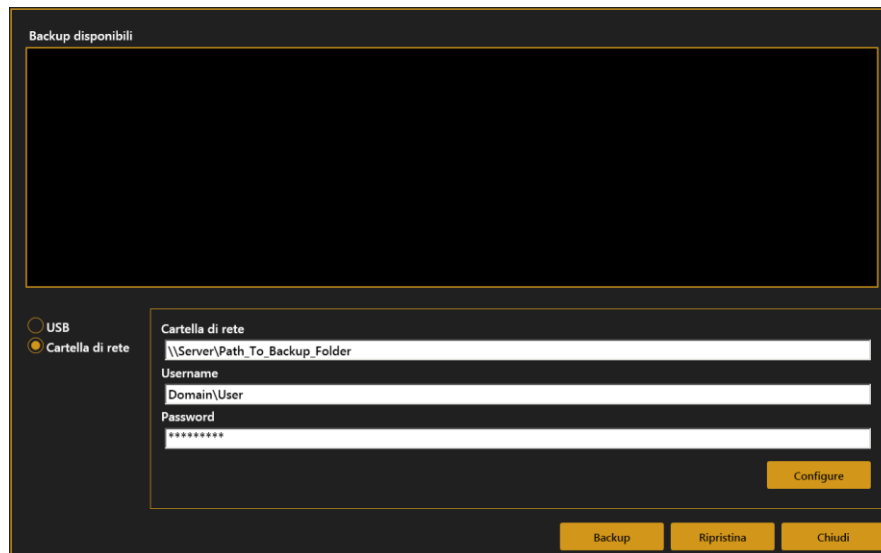 Backup disponibili
USB
Cartella di rete
Cartella di rete
\\Server\Path_To_Backup_Folder
Username
Domain\User
Password
*********
Configure
Backup
Ripristina
Chiudi